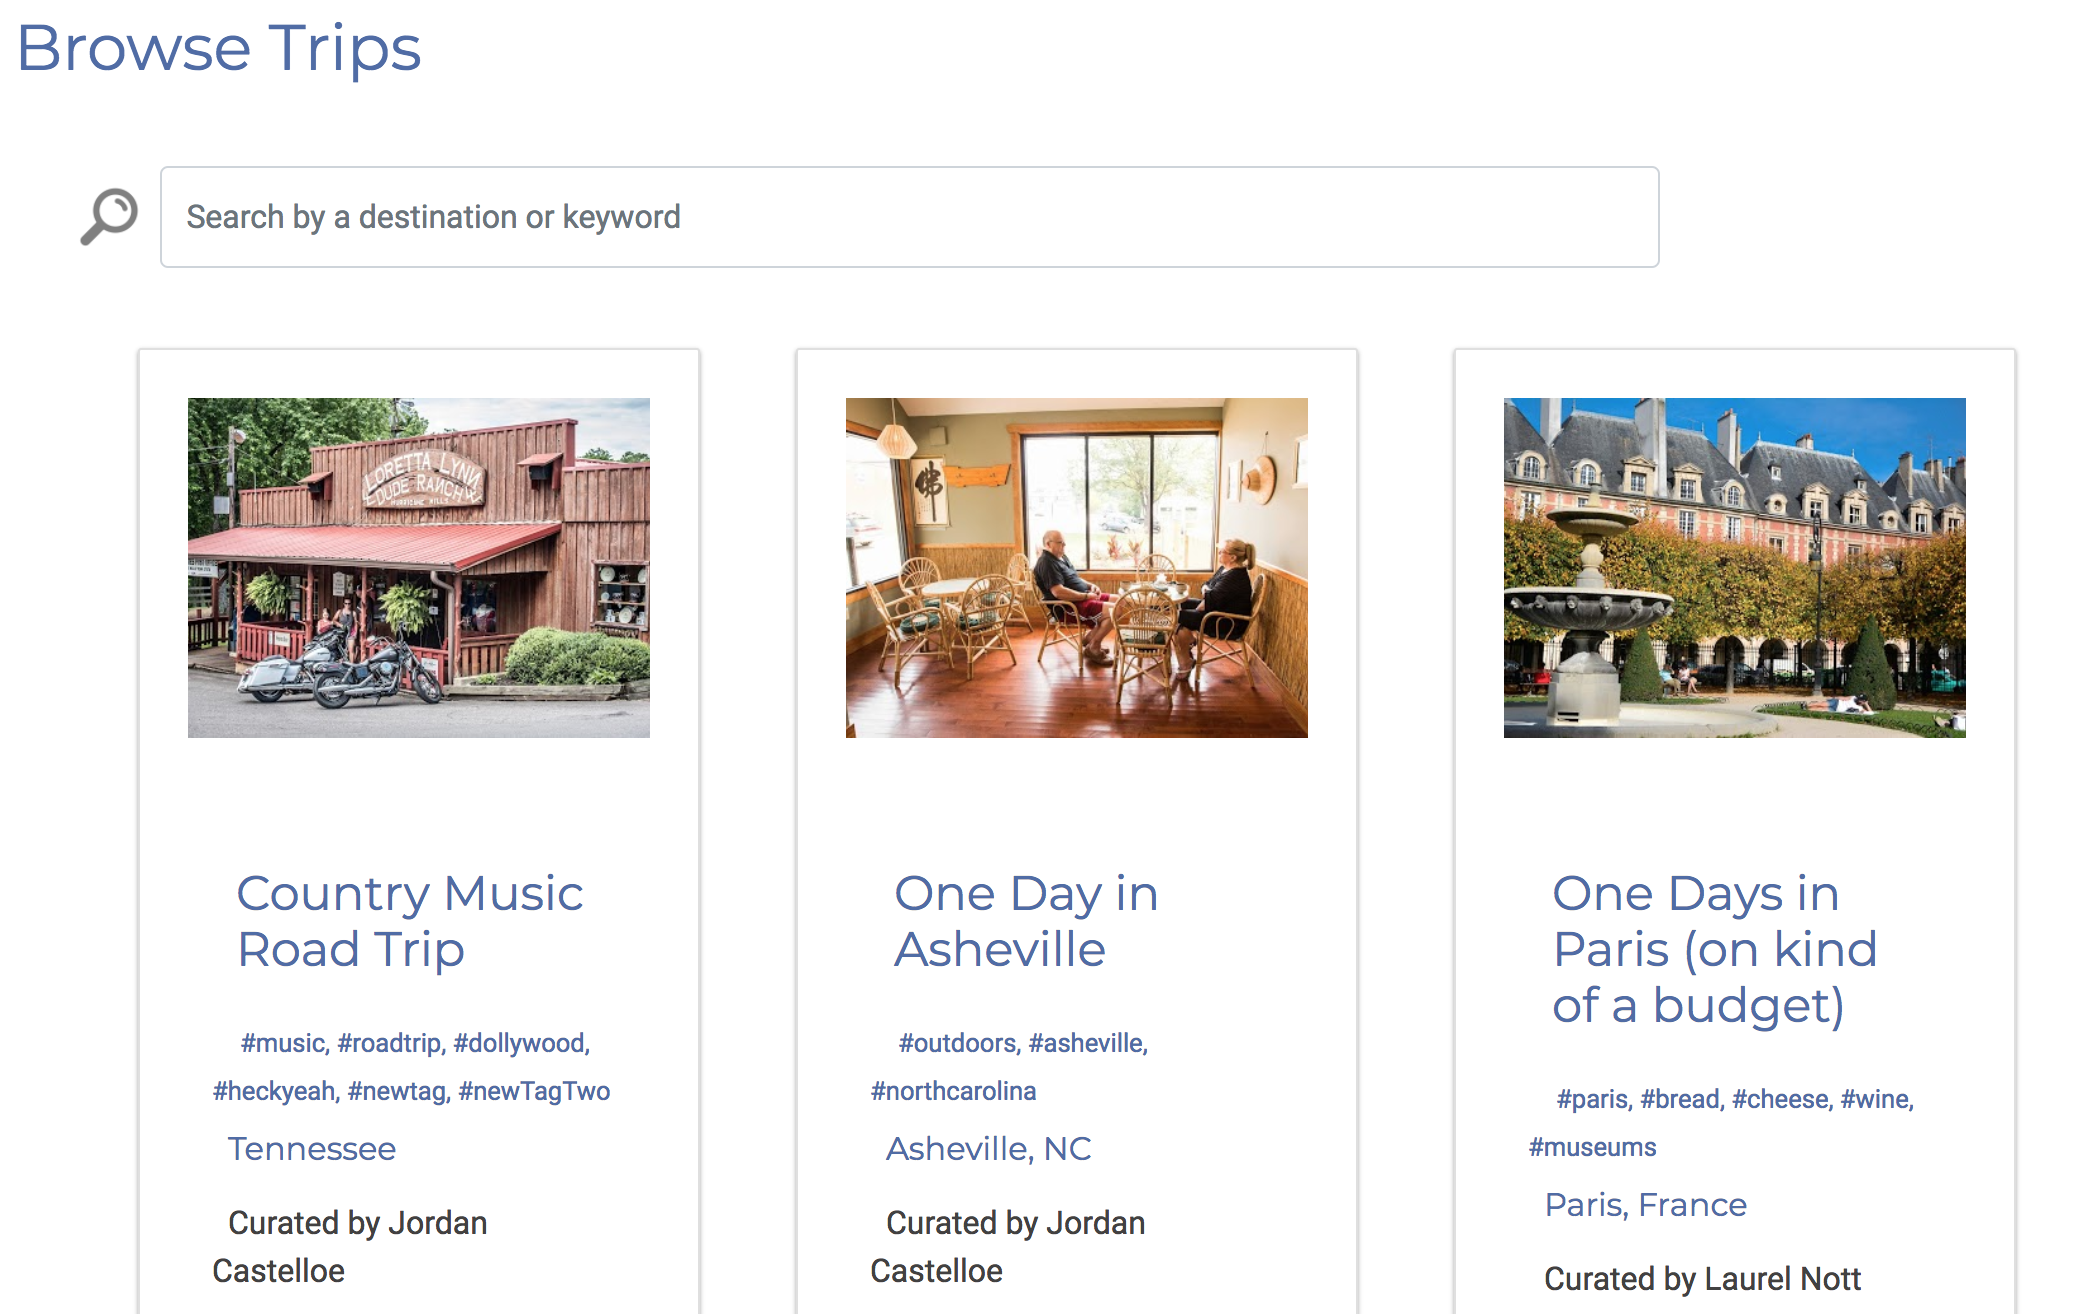 Browse Trips
Search by a destination or keyword
LORETTA LYNN
DUDE RANCH
HURRICANE MILLS
Country Music
Road Trip
#music, #roadtrip, #dollywood,
#heckyeah, #newtag, #newTagTwo
Tennessee
Curated by Jordan
Castelloe
佛
One Day in
Asheville
#outdoors, #asheville,
#northcarolina
Asheville, NC
Curated by Jordan
Castelloe
One Days in
Paris (on kind
of a budget)
#paris, #bread, #cheese, #wine,
#museums
Paris, France
Curated by Laurel Nott